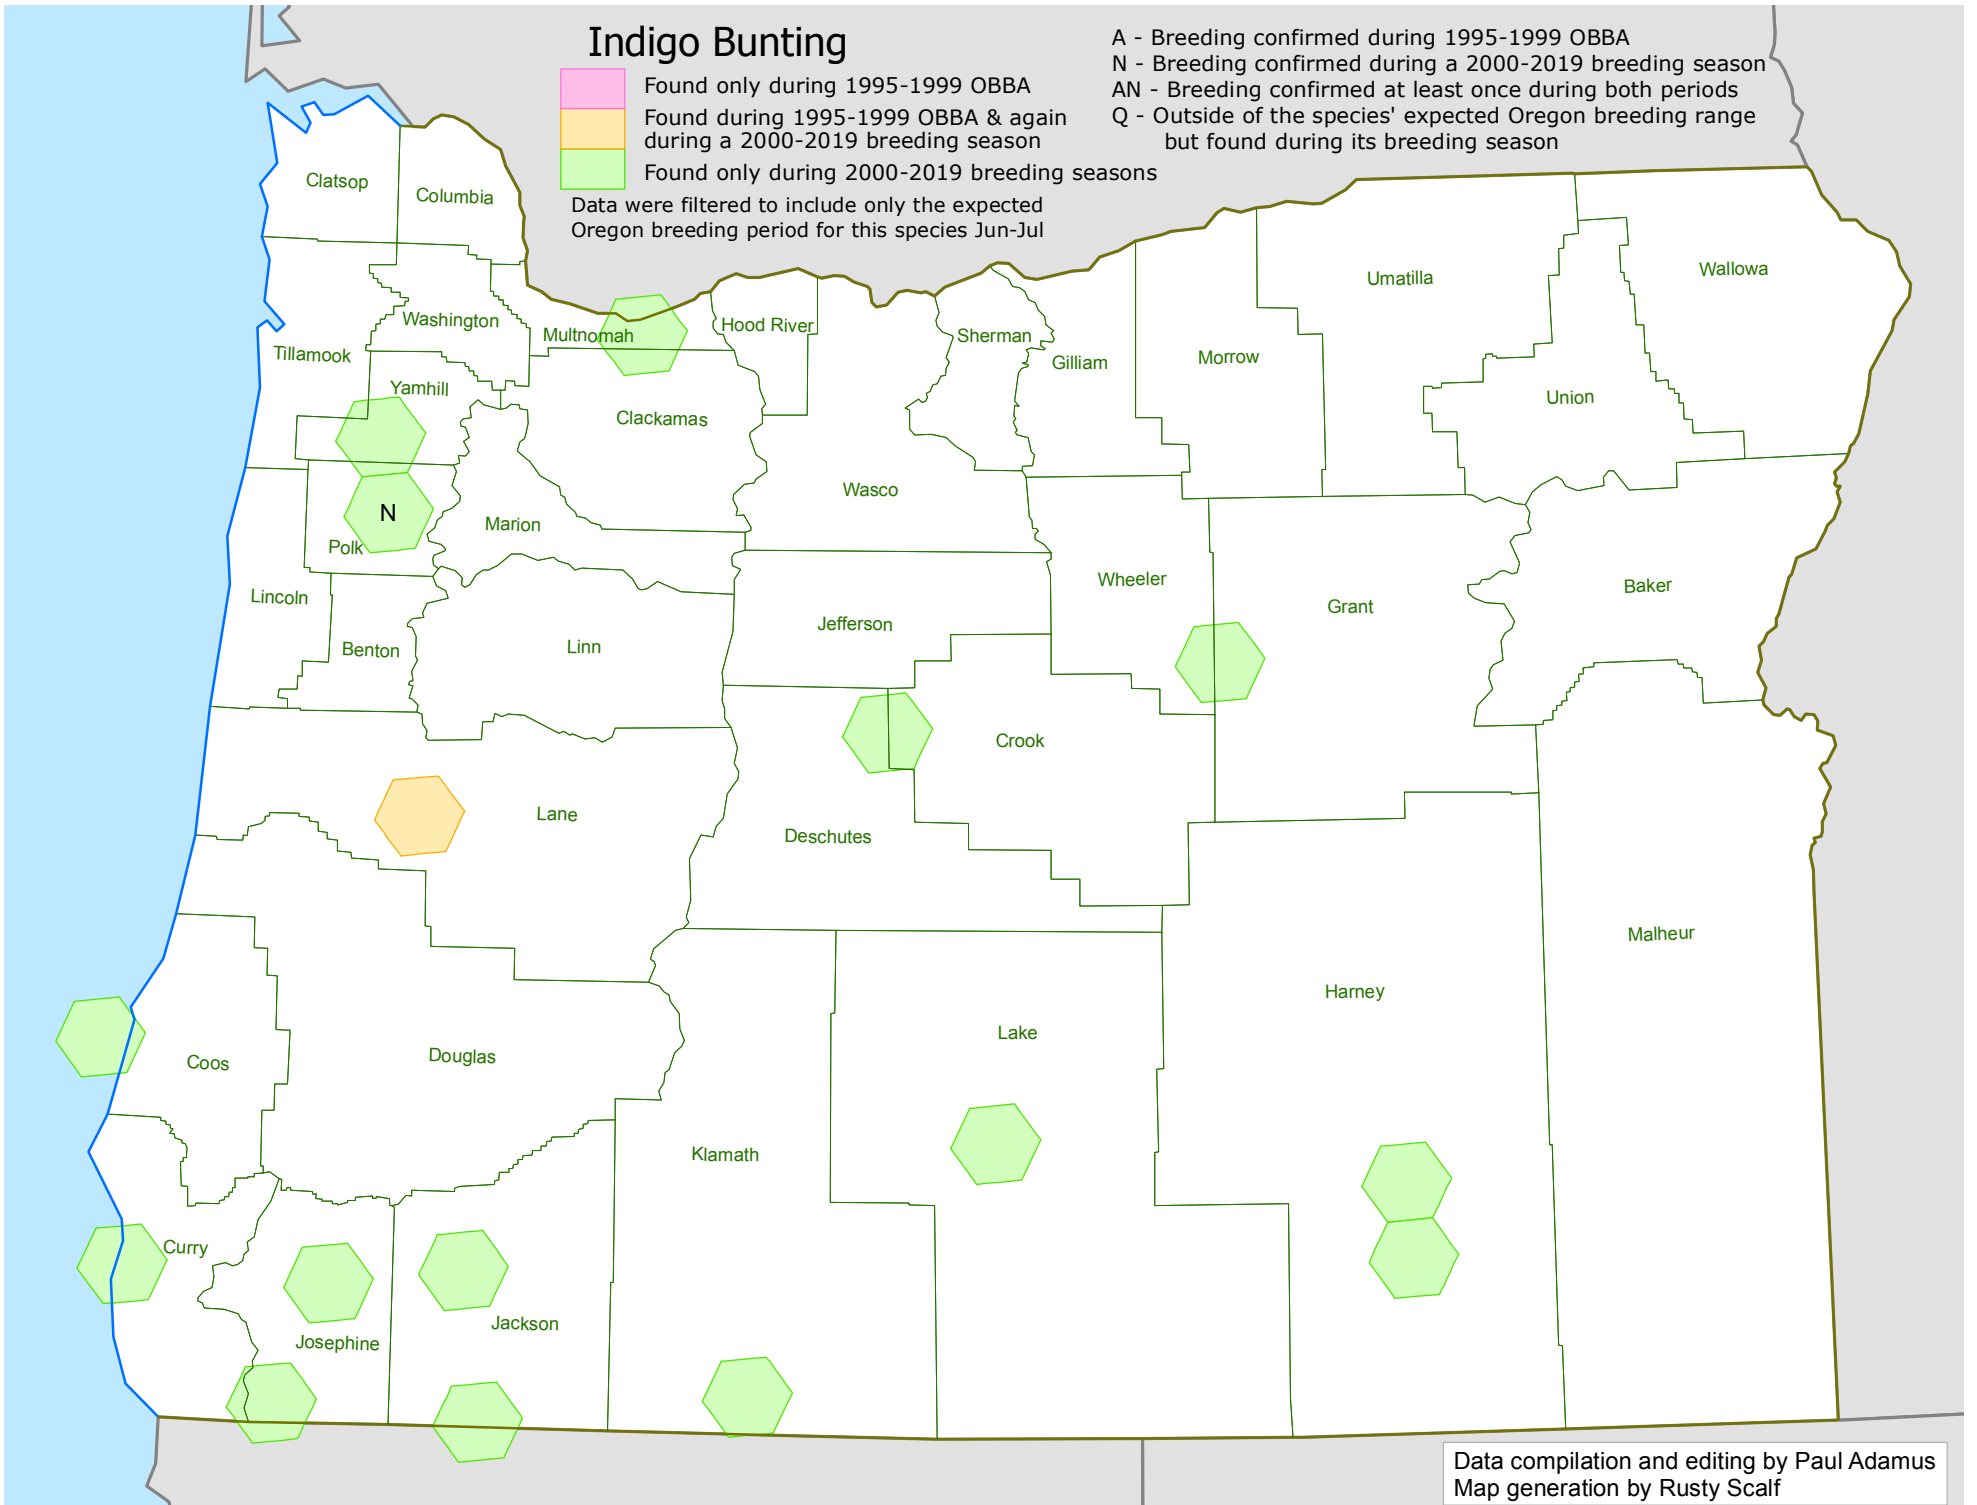 Indigo Bunting
Found only during 1995-1999 OBBA
Found during 1995-1999 OBBA & again
during a 2000-2019 breeding season
Found only during 2000-2019 breeding seasons
Data were filtered to include only the expected
Oregon breeding period for this species Jun-Jul
A - Breeding confirmed during 1995-1999 OBBA
N - Breeding confirmed during a 2000-2019 breeding season
AN - Breeding confirmed at least once during both periods
Q - Outside of the species' expected Oregon breeding range
but found during its breeding season
Clatsop
Columbia
Wallowa
Umatilla
Washington
Multnomah
Hood River
Sherman
Tillamook
Gilliam
Morrow
Yamhill
Union
Clackamas
Wasco
N
Marion
Polk
Wheeler
Baker
Lincoln
Grant
Jefferson
Benton
Linn
Crook
Lane
Deschutes
Malheur
Harney
Lake
Coos
Douglas
Klamath
Curry
Jackson
Josephine
Data compilation and editing by Paul Adamus
Map generation by Rusty Scalf